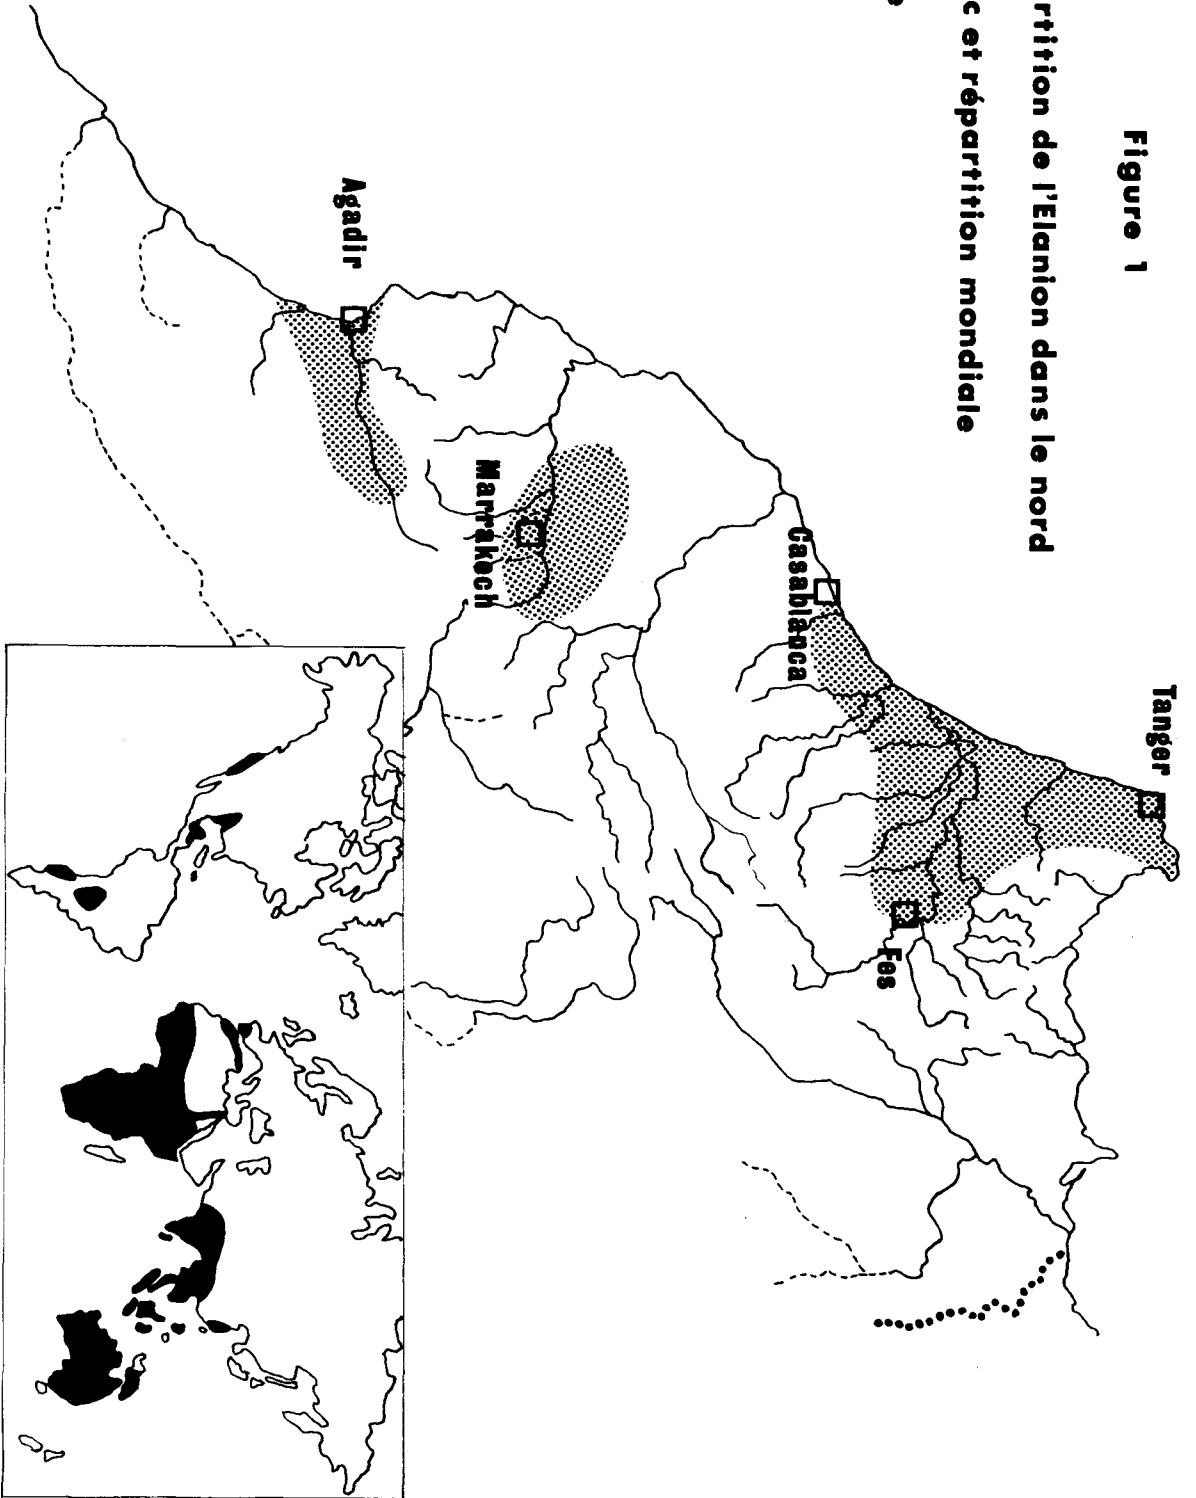 Figure 1
rtition de l'Elanion dans le nord
c et répartition mondiale
e
Tanger
Casablanca
Fes
Marrakech
Agadir